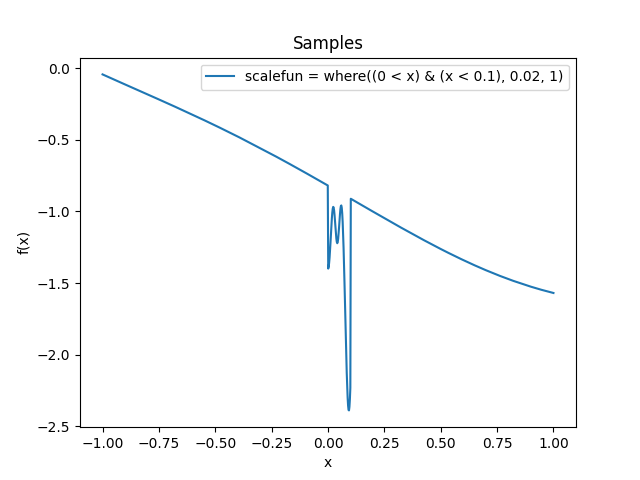 Samples
scalefun = where((0 < x) & (x < 0.1), 0.02, 1)
f(x)
0.0
−0.5
−1.0
−1.5
−2.0
−2.5
−1.00 −0.75 −0.50 −0.25 0.00 0.25 0.50 0.75 1.00
x